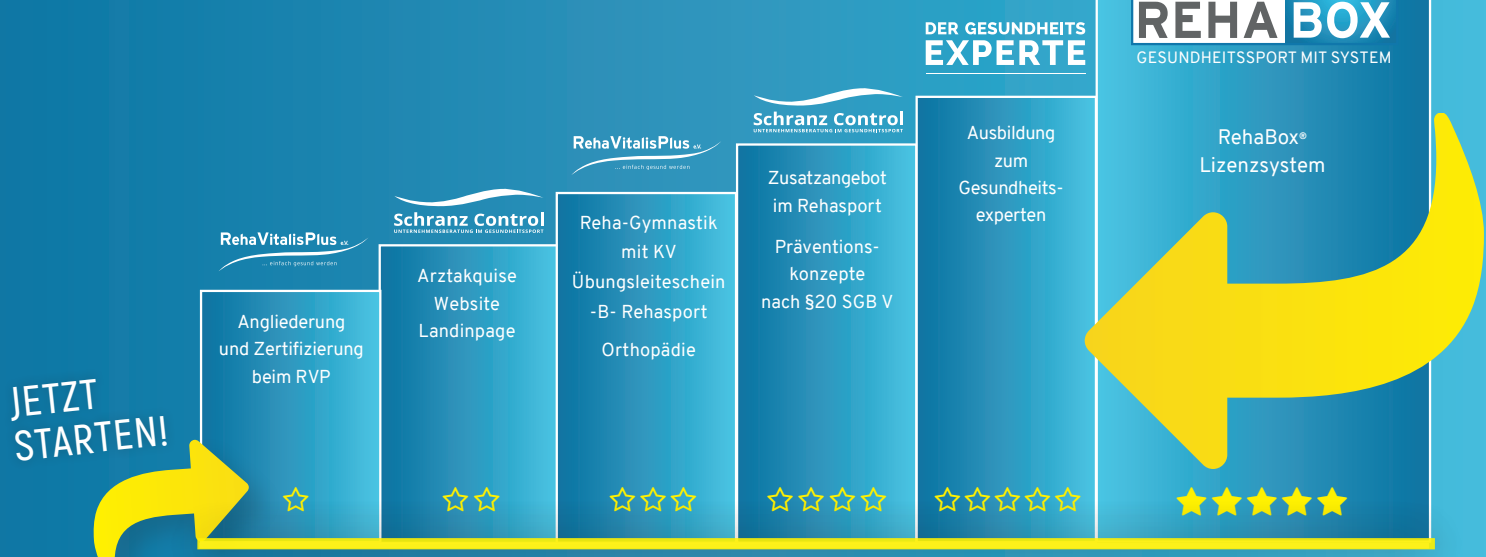 JETZT
STARTEN!
RehaVitalisPlus e.V.
... einfach gesund werden
Angliederung
und Zertifizierung
beim RVP
Schranz Control
UNTERNEHMENSBERATUNG IM GESUNDHEITSSPORT
Arztakquise
Website
Landinpage
RehaVitalisPlus e.V.
... einfach gesund werden
Reha-Gymnastik
mit KV
Übungsleiteschein
-B- Rehasport
Orthopädie
Schranz Control
UNTERNEHMENSBERATUNG IM GESUNDHEITSSPORT
Zusatzangebot
im Rehasport
Präventions-
konzepte
nach §20 SGB V
DER GESUNDHEITS
EXPERTE
Ausbildung
zum
Gesundheits-
experten
REHABOX
GESUNDHEITSSPORT MIT SYSTEM
RehaBox®
Lizenzsystem